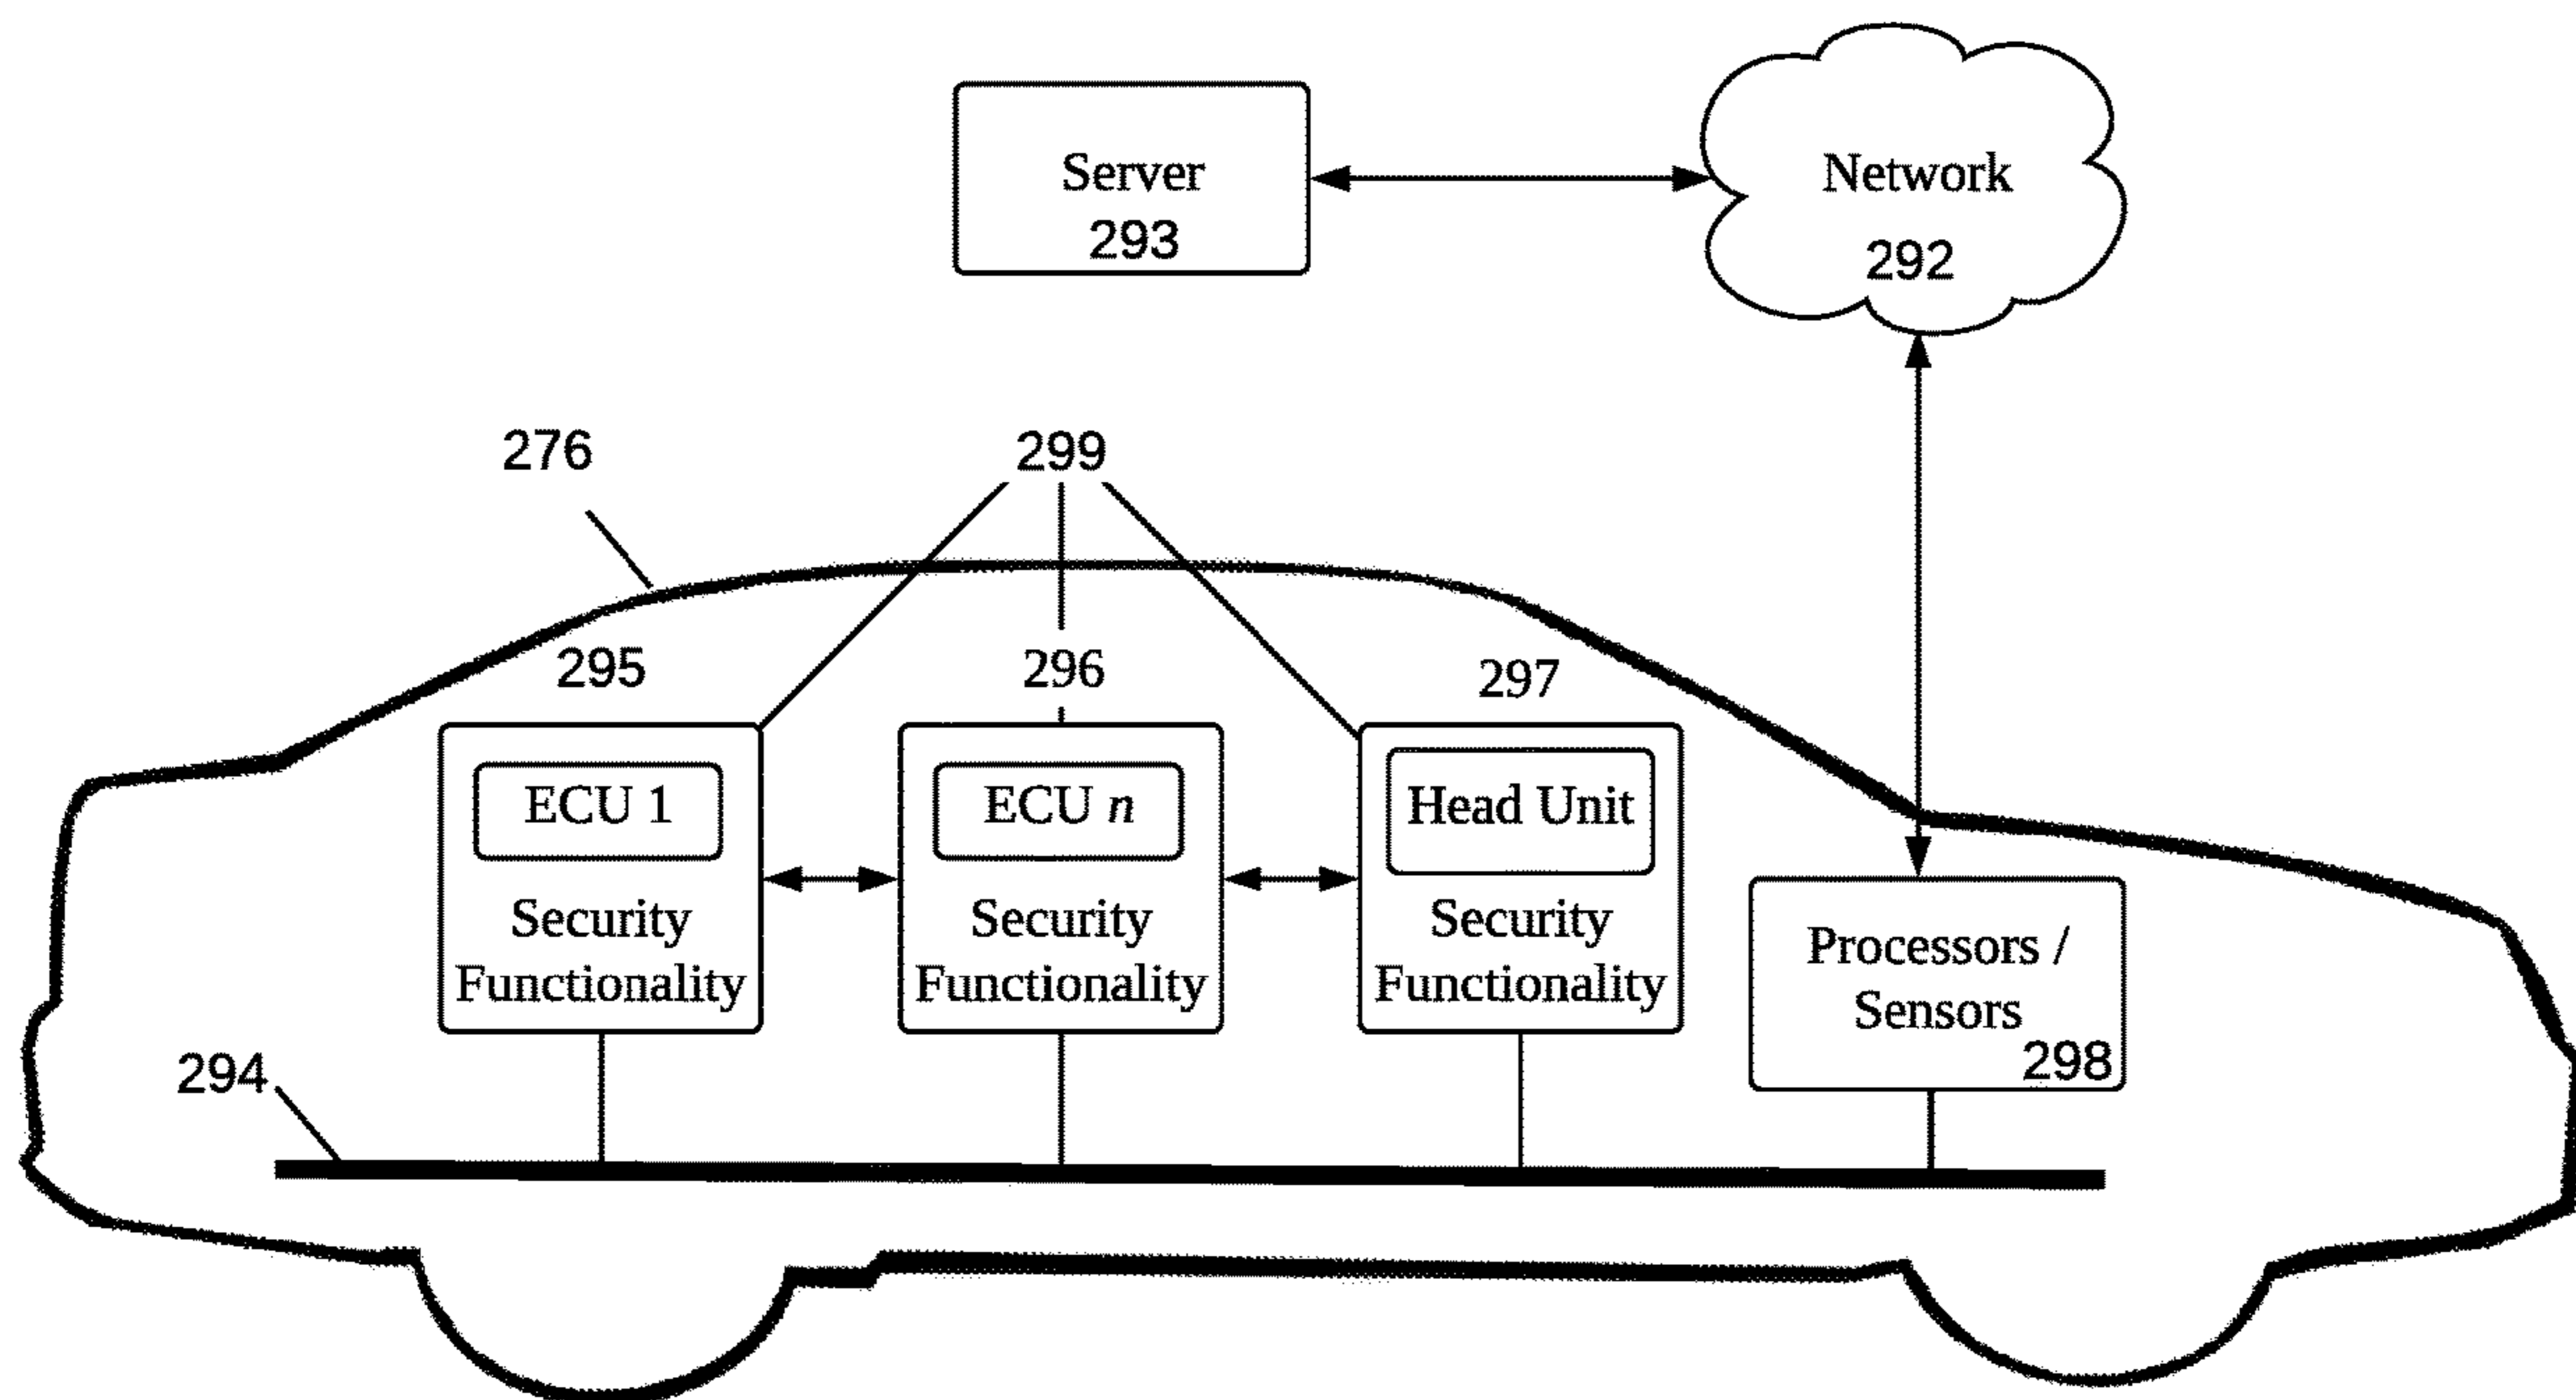 Server
293
Network
292
276
299
295
296
297
ECU 1
Security
Functionality
ECU n
Security
Functionality
Head Unit
Security
Functionality
Processors /
Sensors
298
294